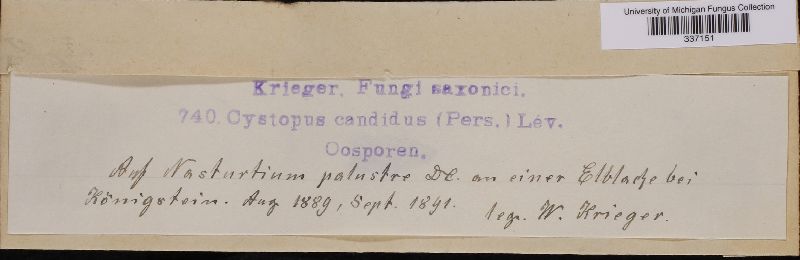 University of Michigan Fungus Collection
337151
Krieger, Fungi saxonici.
740. Cystopus candidus (Pers.) Lév.
Oosporen.
Auf Nasturtium palustre DC. an einer Elblache bei
Königstein. Aug 1889, Sept. 1891. leg. W. Krieger.